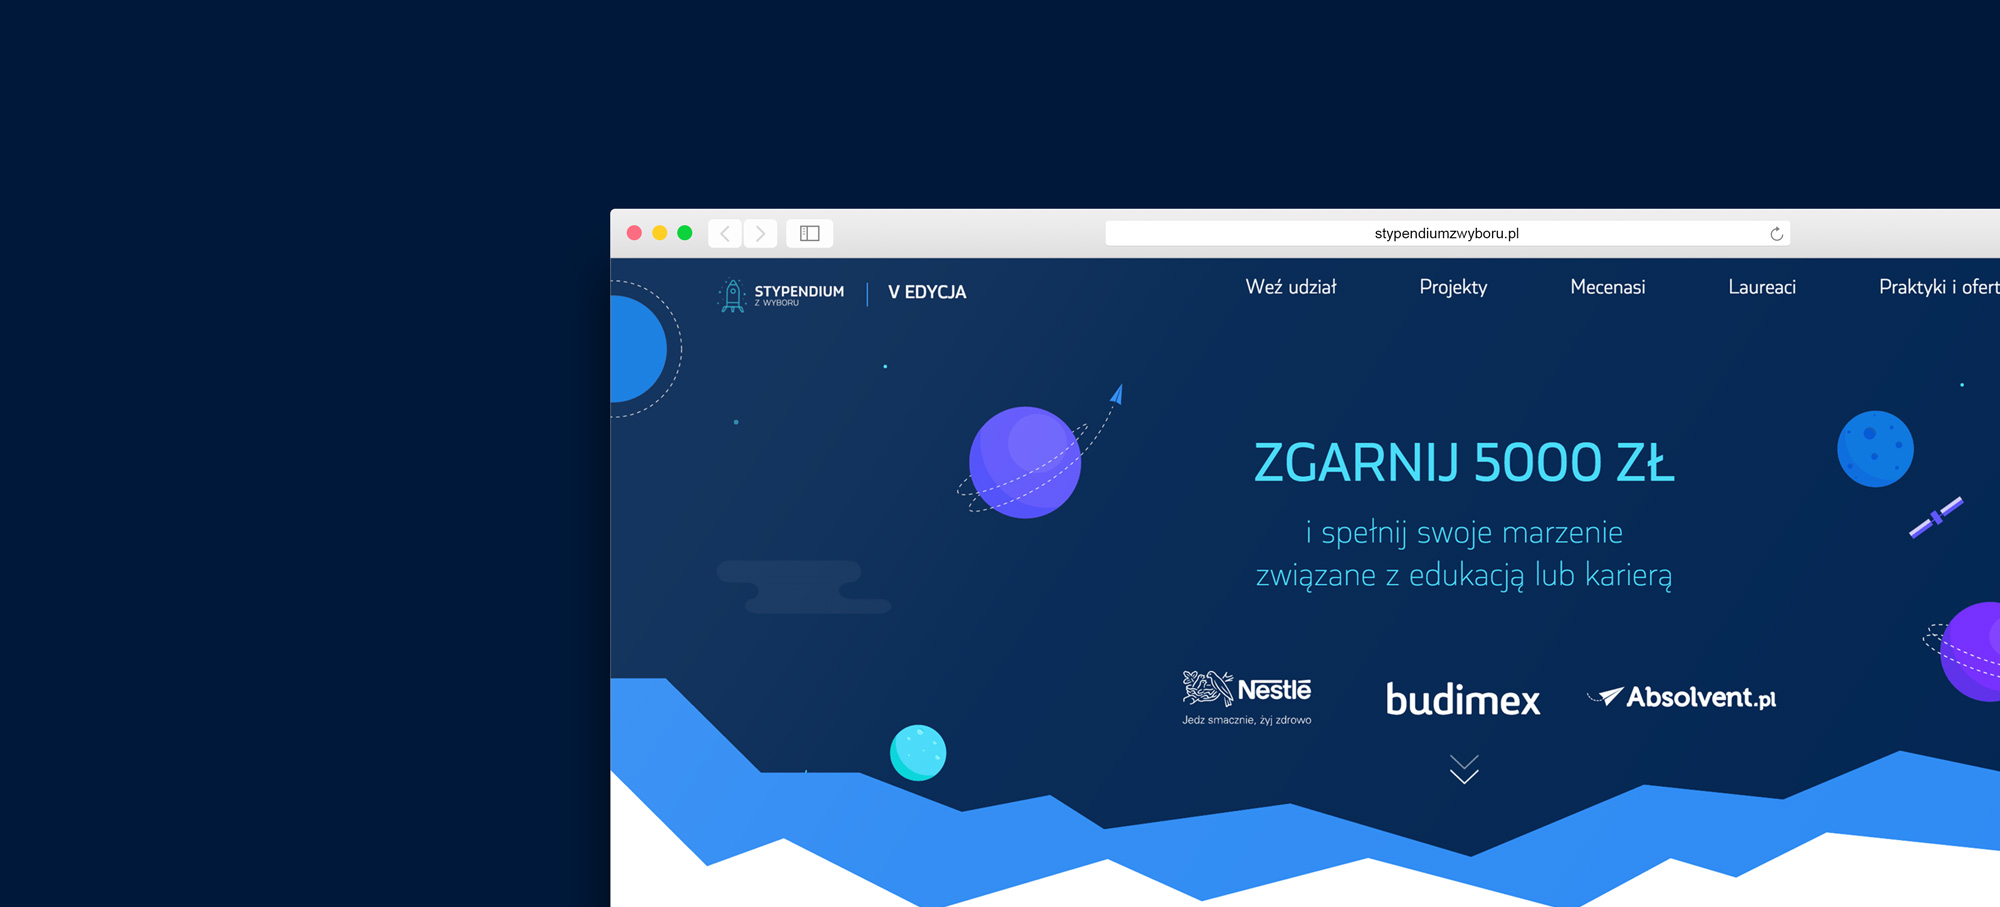 stypendiumzwyboru.pl
STYPENDIUM
Z WYBORU
V EDYCJA
Weź udział
Projekty
Mecenasi
Laureaci
Praktyki i ofert
ZGARNIJ 5000 ZŁ
i spełnij swoje marzenie
związane z edukacją lub karierą
Nestlé
Jedz smacznie, żyj zdrowo
budimex
Absolvent.pl